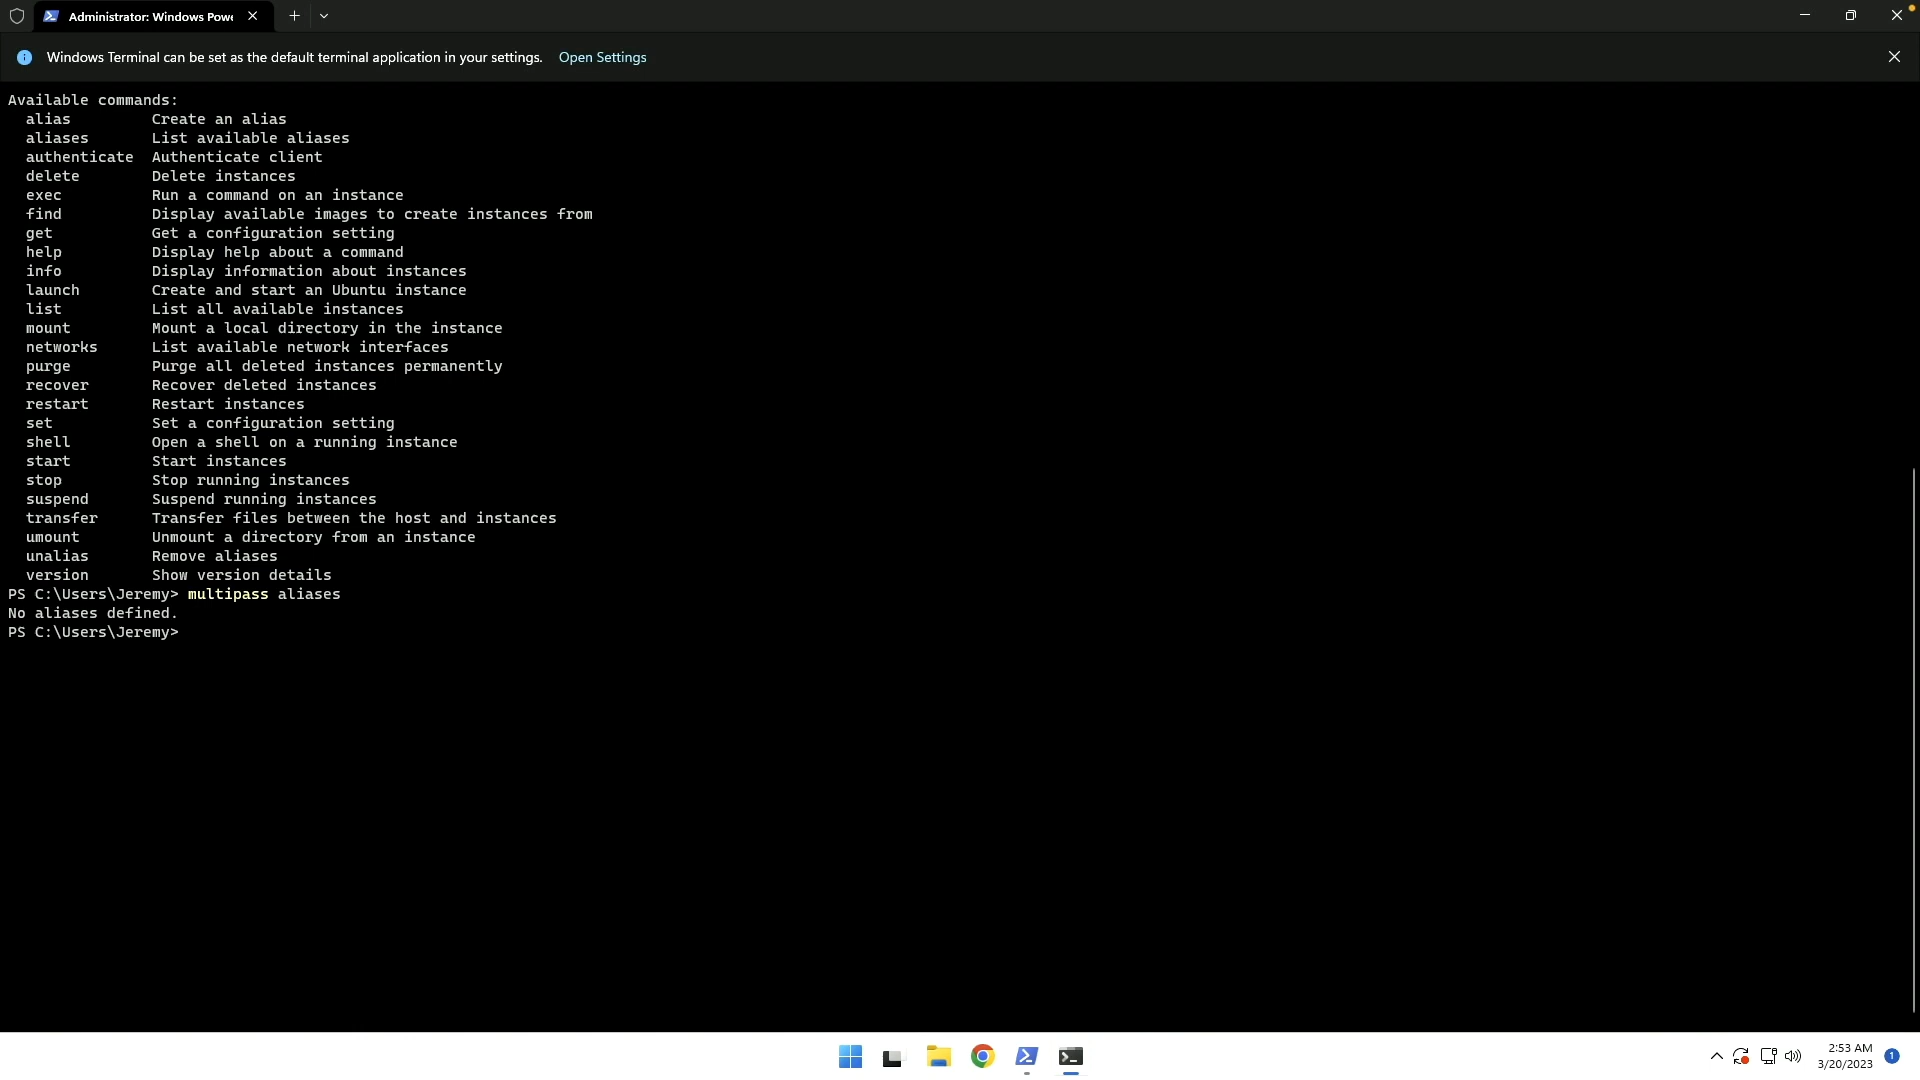 Administrator: Windows Powe
Windows Terminal can be set as the default terminal application in your settings. Open Settings
Available commands:
  alias         Create an alias
  aliases       List available aliases
  authenticate  Authenticate client
  delete        Delete instances
  exec          Run a command on an instance
  find          Display available images to create instances from
  get           Get a configuration setting
  help          Display help about a command
  info          Display information about instances
  launch        Create and start an Ubuntu instance
  list          List all available instances
  mount         Mount a local directory in the instance
  networks      List available network interfaces
  purge         Purge all deleted instances permanently
  recover       Recover deleted instances
  restart       Restart instances
  set           Set a configuration setting
  shell         Open a shell on a running instance
  start         Start instances
  stop          Stop running instances
  suspend       Suspend running instances
  transfer      Transfer files between the host and instances
  umount        Unmount a directory from an instance
  unalias       Remove aliases
  version       Show version details
PS C:\Users\Jeremy> multipass aliases
No aliases defined.
PS C:\Users\Jeremy>
2:53 AM
3/20/2023
1